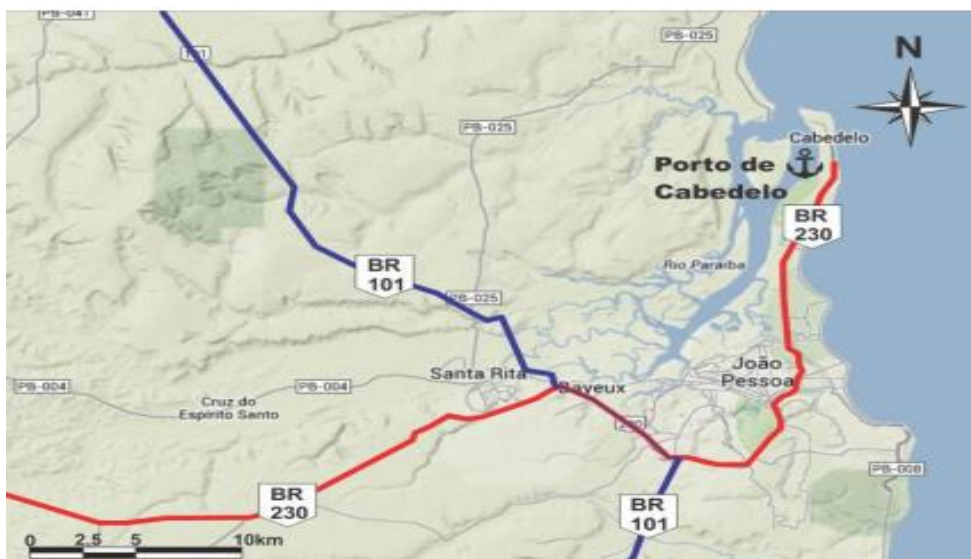 PB-041
101
PB-025
N
Cabedelo
PB-025
Porto de
Cabedelo
BR
230
Rio Paraíba
BR
101
PB-025
João
Pessoa
Santa Rita
Bayeux
PB-004
PB-004
Cruz do
Espírito Santo
230
PB-008
BR
230
BR
101
0 2.5 5 10km